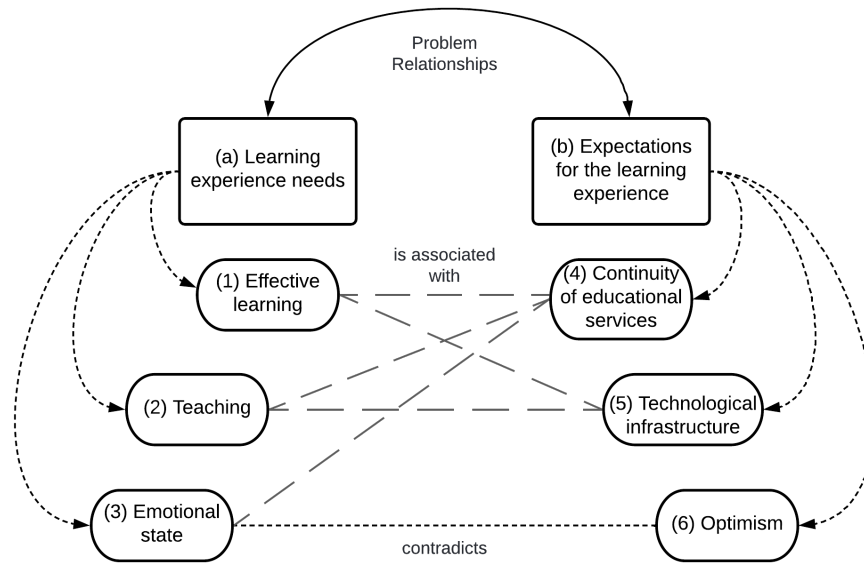 Problem
Relationships
(a) Learning
experience needs
(b) Expectations
for the learning
experience
is associated
with
(1) Effective
learning
(4) Continuity
of educational
services
(2) Teaching
(5) Technological
infrastructure
(3) Emotional
state
(6) Optimism
contradicts